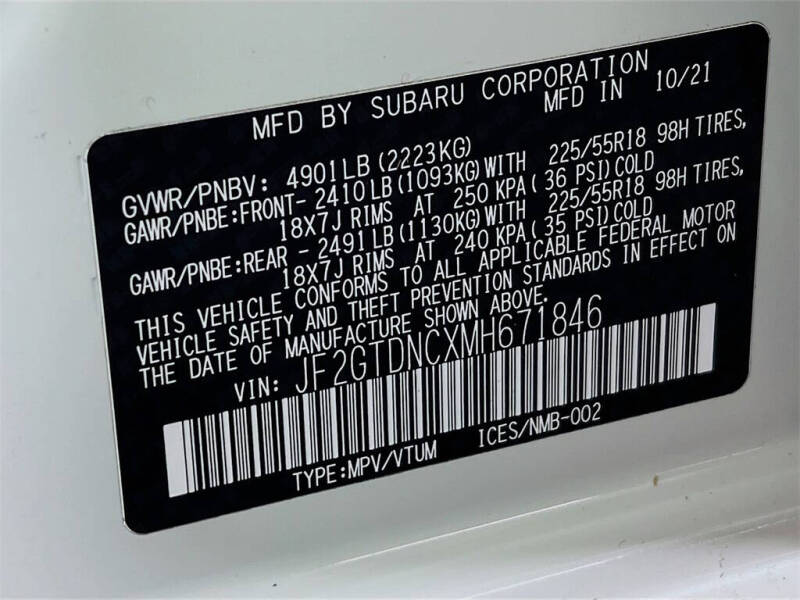 MFD BY SUBARU CORPORATION
MFD IN 10/21
GVWR/PNBV: 4901LB(2223KG)
GAWR/PNBE:FRONT- 2410LB(1093KG)WITH 225/55R18 98H TIRES,
18X7J RIMS AT 250 KPA( 36 PSI)COLD
GAWR/PNBE:REAR - 2491LB(1130KG)WITH 225/55R18 98H TIRES,
18X7J RIMS AT 240 KPA( 35 PSI)COLD
THIS VEHICLE CONFORMS TO ALL APPLICABLE FEDERAL MOTOR
VEHICLE SAFETY AND THEFT PREVENTION STANDARDS IN EFFECT ON
THE DATE OF MANUFACTURE SHOWN ABOVE.
VIN: JF2GTDNCXMH671846
TYPE:MPV/VTUM ICES/NMB-002